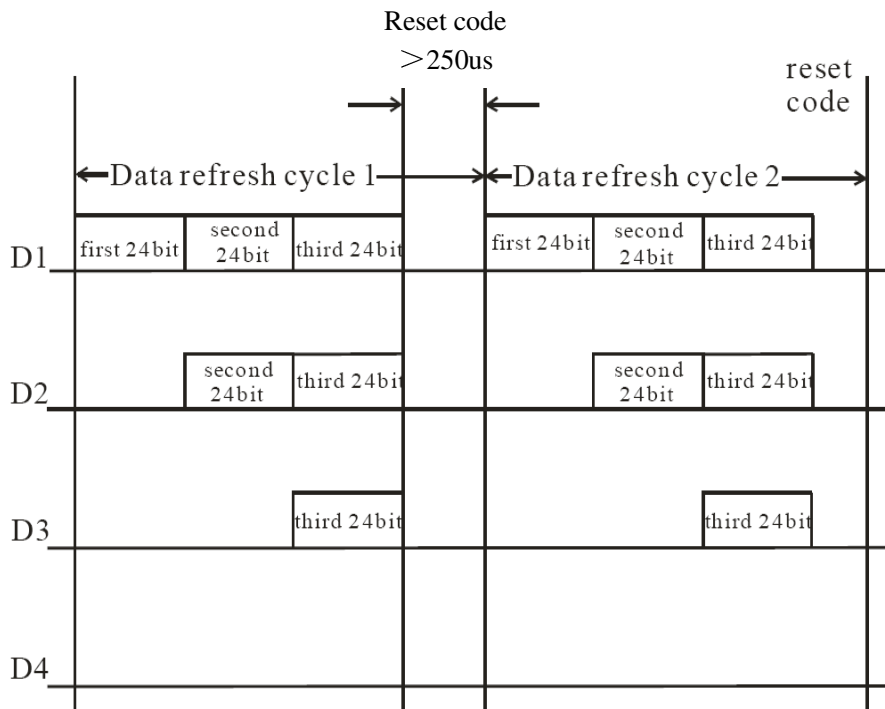 Reset code
＞250us
reset
code
Data refresh cycle 1
Data refresh cycle 2
D1
first 24bit
second
24bit
third 24bit
first 24bit
second
24bit
third 24bit
D2
second
24bit
third 24bit
second
24bit
third 24bit
D3
third 24bit
third 24bit
D4